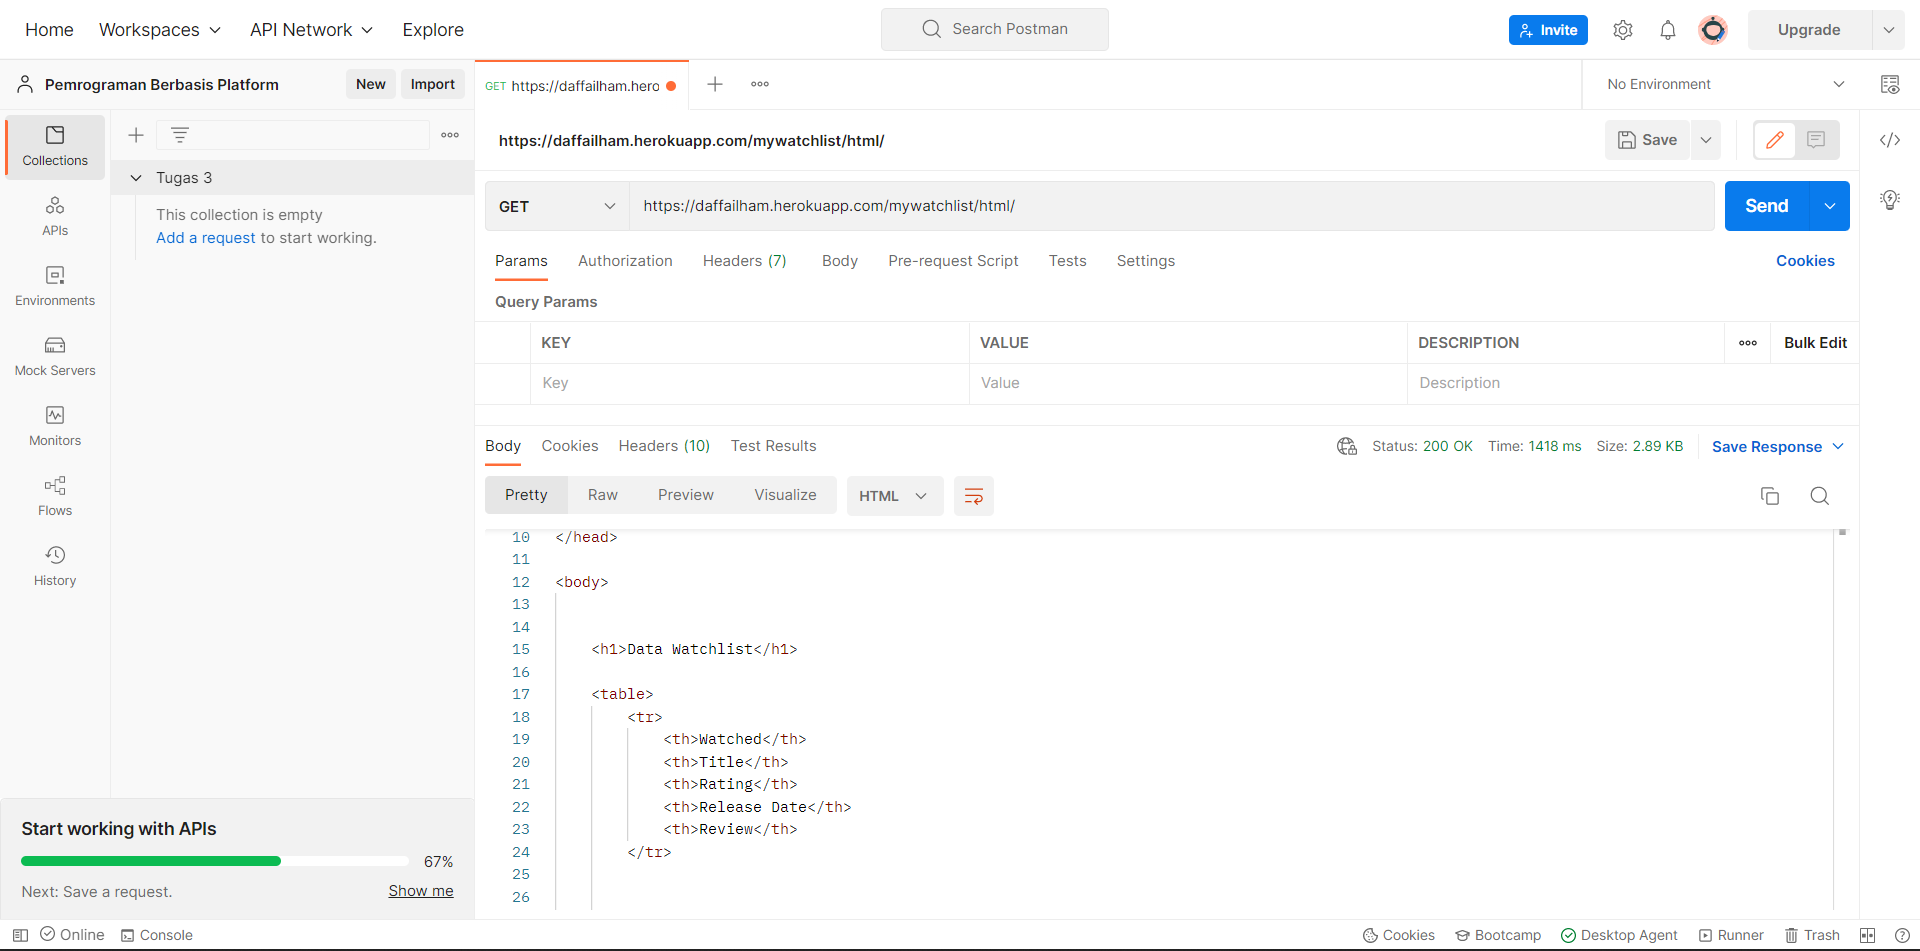 Home Workspaces API Network Explore Search Postman Invite Upgrade
Pemrograman Berbasis Platform New Import GET https://daffailham.hero No Environment
Collections
APIs
Environments
Mock Servers
Monitors
Flows
History
Tugas 3
This collection is empty
Add a request to start working.
https://daffailham.herokuapp.com/mywatchlist/html/ Save
GET https://daffailham.herokuapp.com/mywatchlist/html/ Send
Params Authorization Headers (7) Body Pre-request Script Tests Settings Cookies
Query Params
KEY VALUE DESCRIPTION Bulk Edit
Key Value Description
Body Cookies Headers (10) Test Results Status: 200 OK Time: 1418 ms Size: 2.89 KB Save Response
Pretty Raw Preview Visualize HTML
10 </head>
11
12 <body>
13
14
15 <h1>Data Watchlist</h1>
16
17 <table>
18 <tr>
19 <th>Watched</th>
20 <th>Title</th>
21 <th>Rating</th>
22 <th>Release Date</th>
23 <th>Review</th>
24 </tr>
25
26
Start working with APIs
67%
Next: Save a request. Show me
Online Console Cookies Bootcamp Desktop Agent Runner Trash